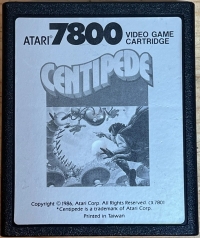 ATARI 7800 VIDEO GAME CARTRIDGE
CENTIPEDE
Copyright © 1986, Atari Corp. All Rights Reserved. (3.780)
*Centipede is a trademark of Atari Corp.
Printed in Taiwan